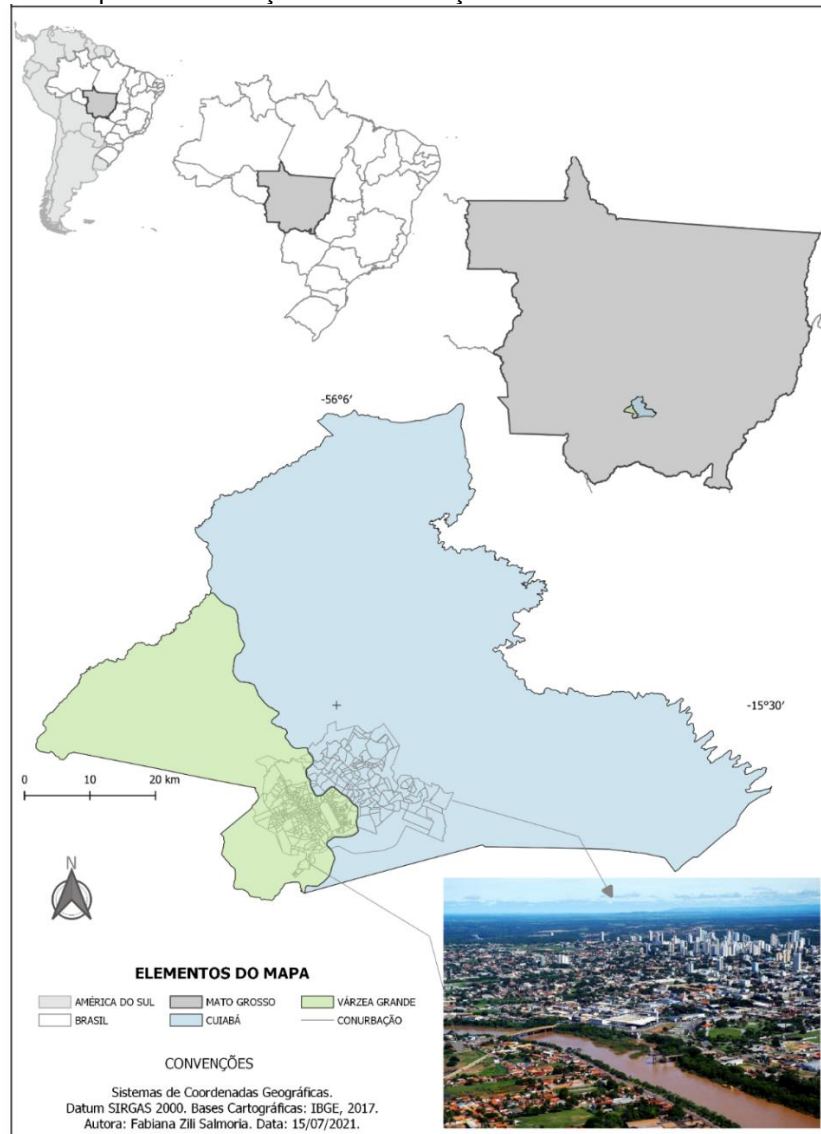 -56°6'
-15°30'
0 10 20 km
N
ELEMENTOS DO MAPA
AMÉRICA DO SUL MATO GROSSO VÁRZEA GRANDE
BRASIL CUIABÁ CONURBAÇÃO
CONVENÇÕES
Sistemas de Coordenadas Geográficas.
Datum SIRGAS 2000. Bases Cartográficas: IBGE, 2017.
Autora: Fabiana Zili Salmoria. Data: 15/07/2021.